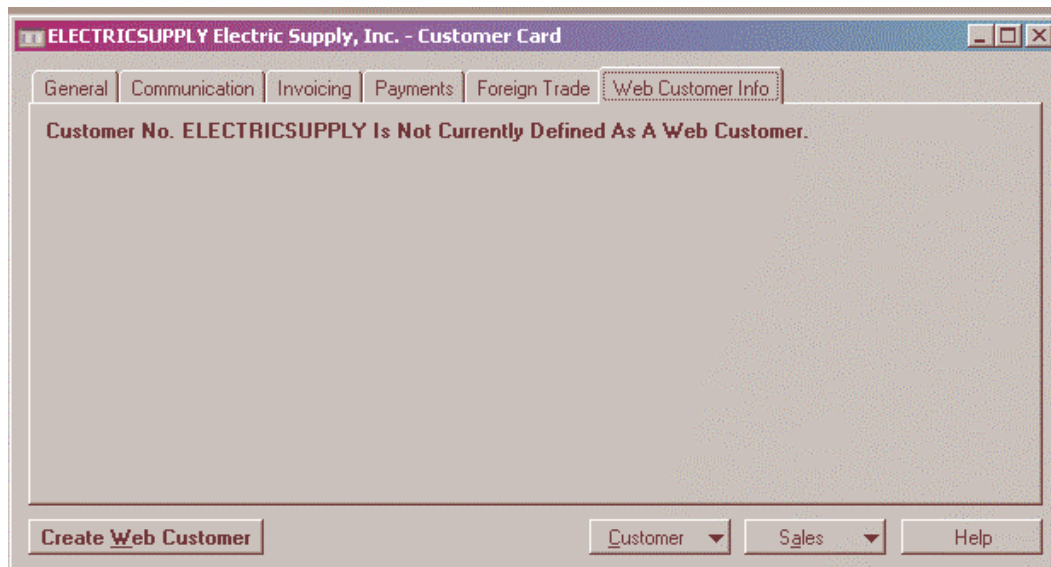 ELECTRICSUPPLY Electric Supply, Inc. - Customer Card
General Communication Invoicing Payments Foreign Trade Web Customer Info
Customer No. ELECTRICSUPPLY Is Not Currently Defined As A Web Customer.
Create Web Customer Customer Sales Help